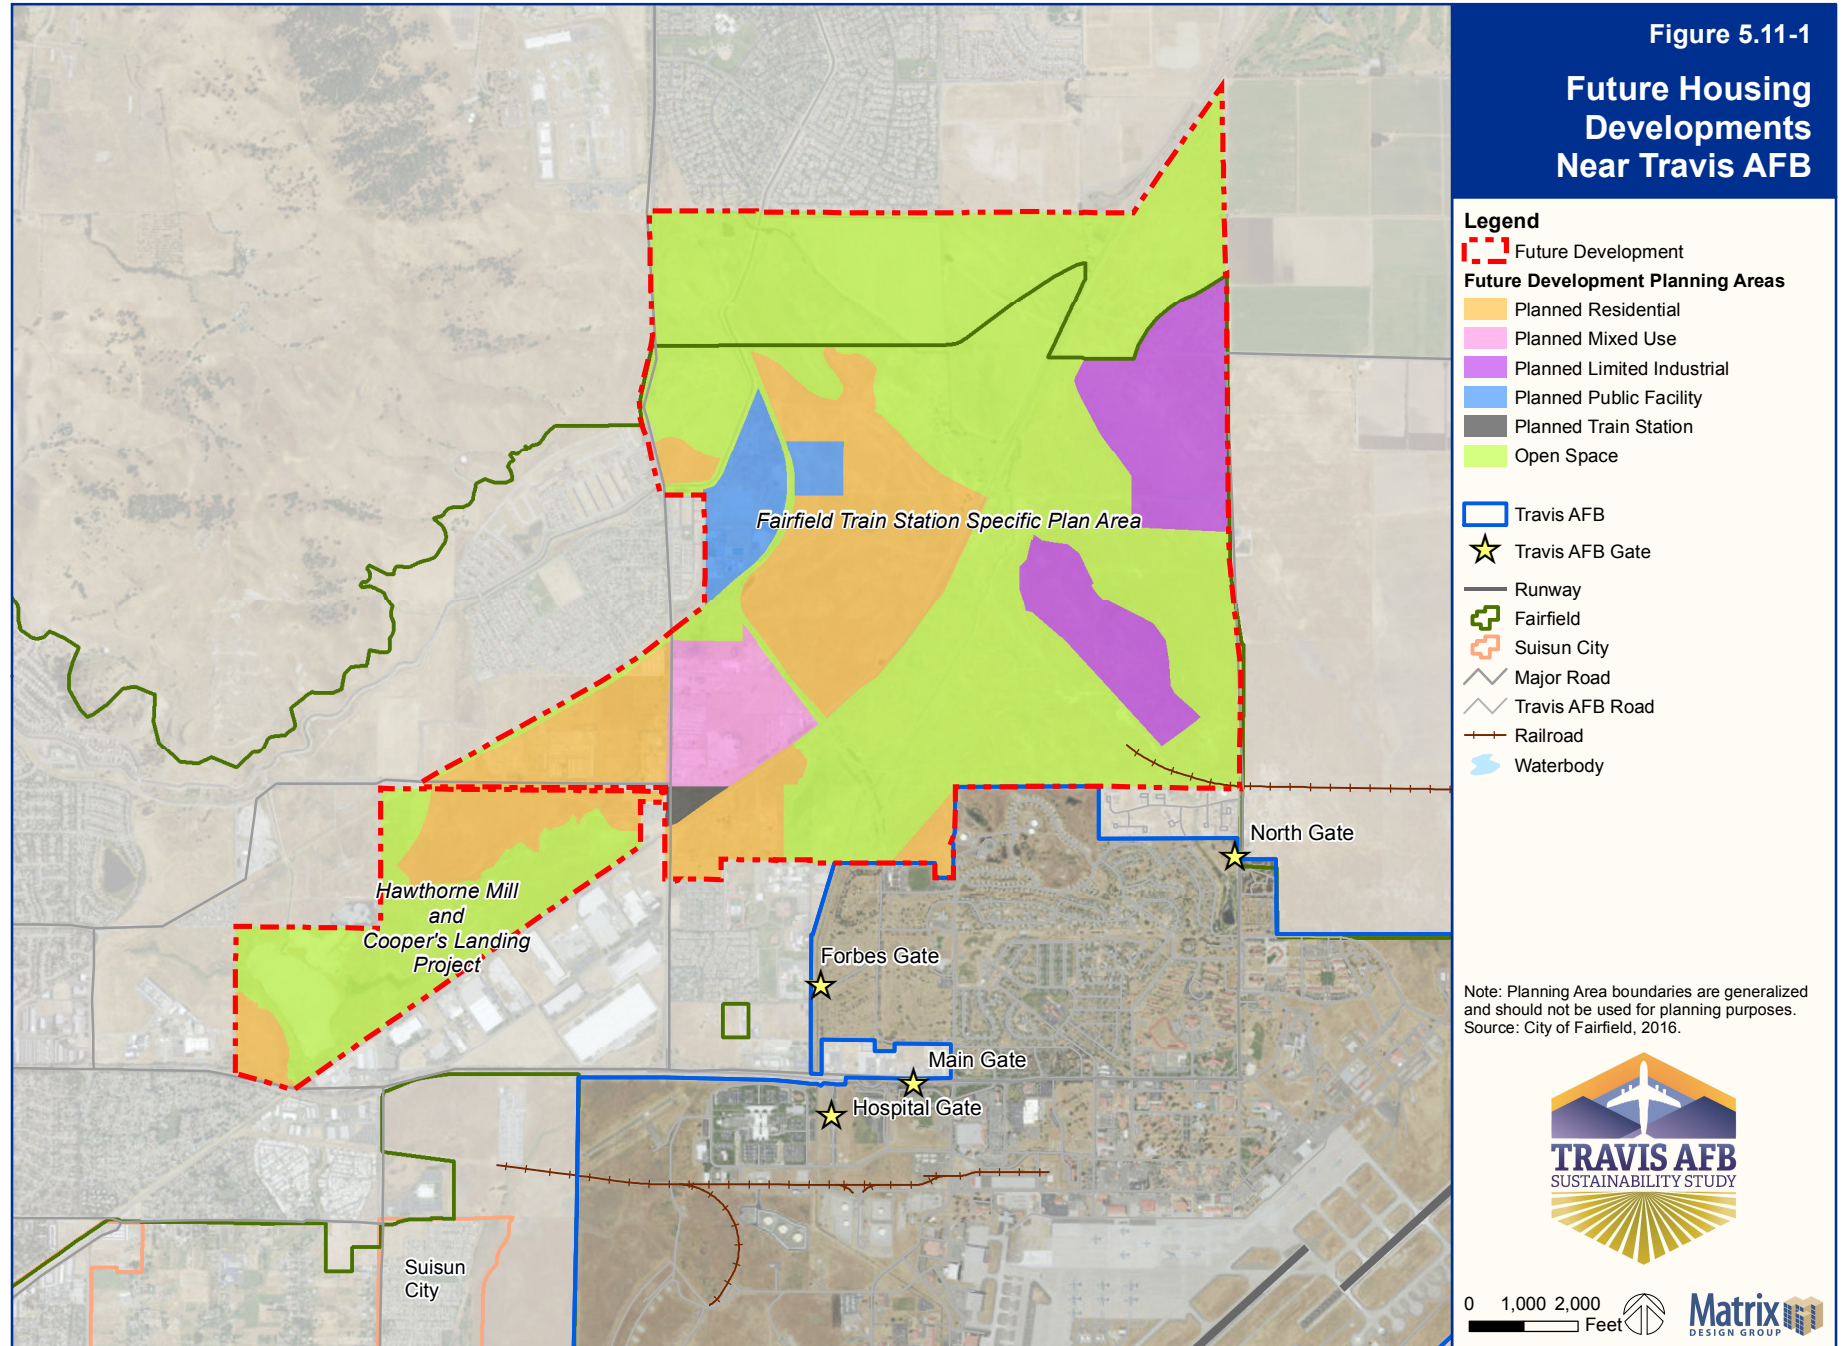 Figure 5.11-1
Future Housing
Developments
Near Travis AFB
Legend
Future Development
Future Development Planning Areas
Planned Residential
Planned Mixed Use
Planned Limited Industrial
Planned Public Facility
Planned Train Station
Open Space
Travis AFB
Travis AFB Gate
Runway
Fairfield
Suisun City
Major Road
Travis AFB Road
Railroad
Waterbody
Note: Planning Area boundaries are generalized
and should not be used for planning purposes.
Source: City of Fairfield, 2016.
TRAVIS AFB
SUSTAINABILITY STUDY
0 1,000 2,000
Feet
Matrix
DESIGN GROUP
Fairfield Train Station Specific Plan Area
North Gate
Hawthorne Mill
and
Cooper's Landing
Project
Forbes Gate
Main Gate
Hospital Gate
Suisun
City